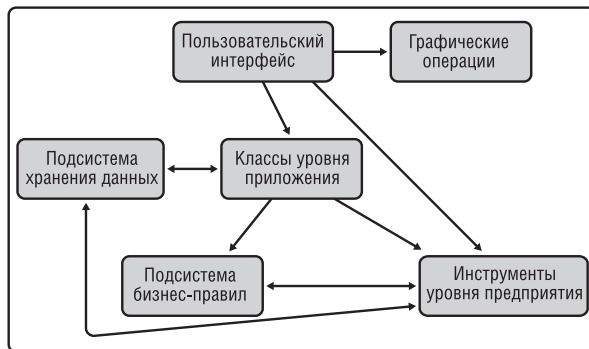 Пользовательский
интерфейс
Графические
операции
Подсистема
хранения данных
Классы уровня
приложения
Подсистема
бизнес-правил
Инструменты
уровня предприятия